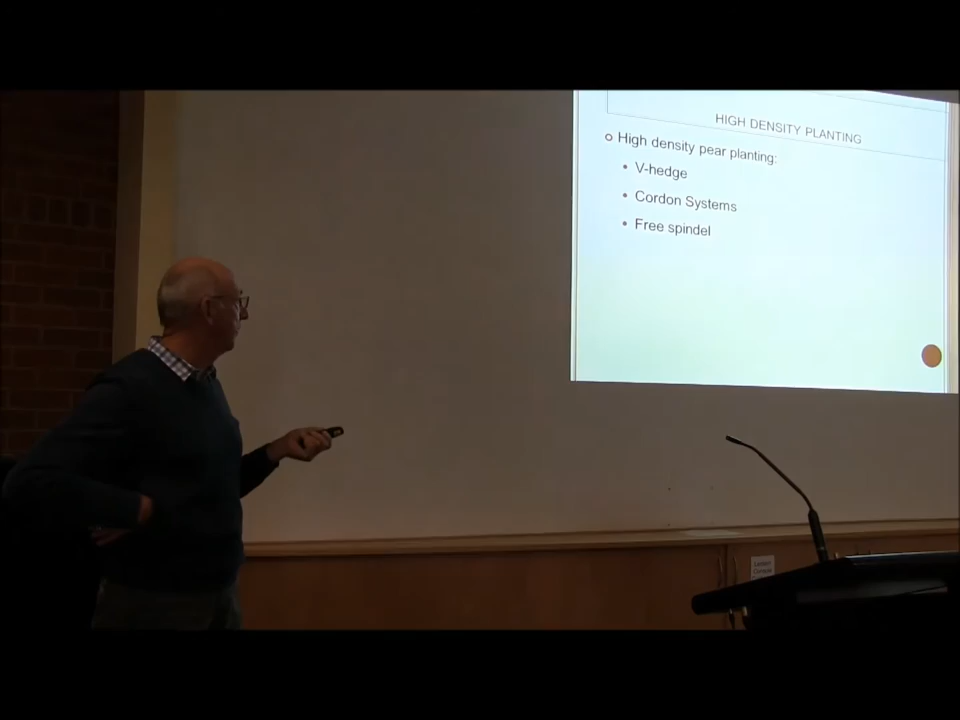 HIGH DENSITY PLANTING
High density pear planting:
V-hedge
Cordon Systems
Free spindel